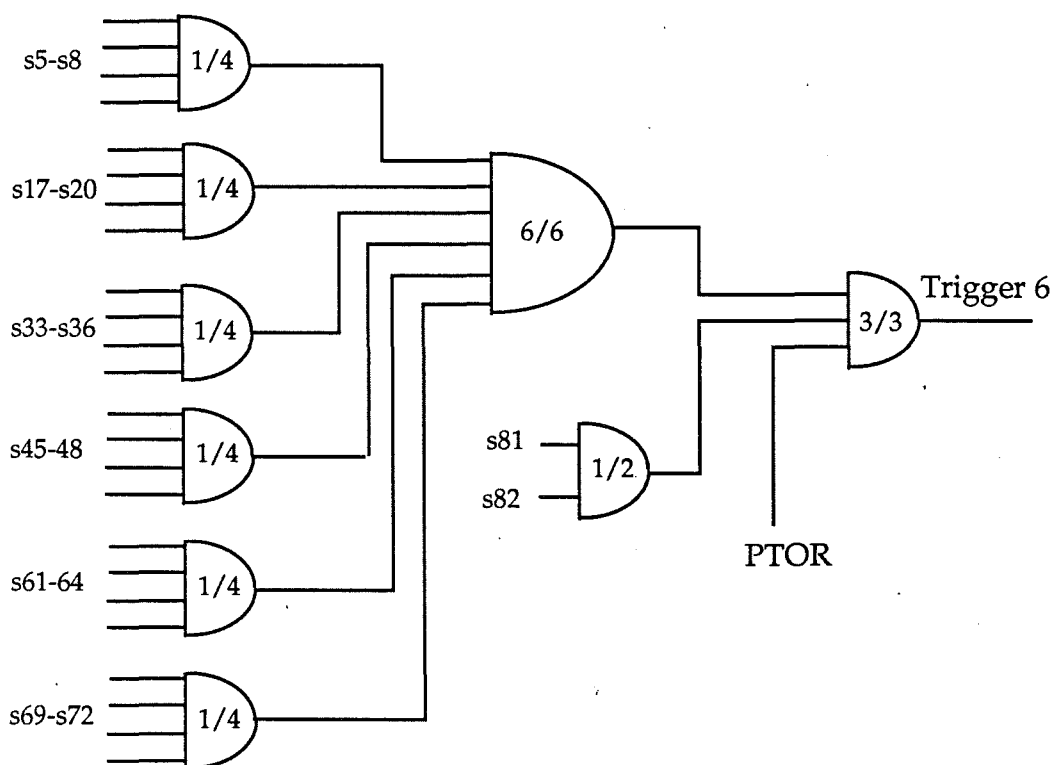 s5-s8
1/4
s17-s20
1/4
6/6
s33-s36
1/4
Trigger 6
3/3
s45-48
1/4
s81
1/2
s82
PTOR
s61-64
1/4
s69-s72
1/4